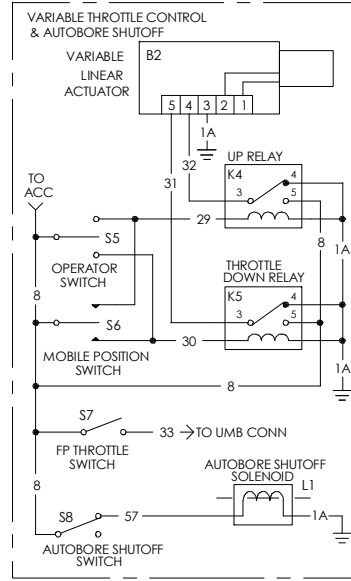 VARIABLE THROTTLE CONTROL
& AUTOBORE SHUTOFF
VARIABLE
LINEAR
ACTUATOR
B2
5 4 3 2 1
1A
32
31
UP RELAY
K4
4
3
5
TO
ACC
29
8
1A
S5
OPERATOR
SWITCH
THROTTLE
DOWN RELAY
K5
4
3
5
8
S6
30
MOBILE POSITION
SWITCH
1A
8
S7
33
TO UMB CONN
FP THROTTLE
SWITCH
AUTOBORE SHUTOFF
SOLENOID
L1
8
S8
57
1A
AUTOBORE SHUTOFF
SWITCH